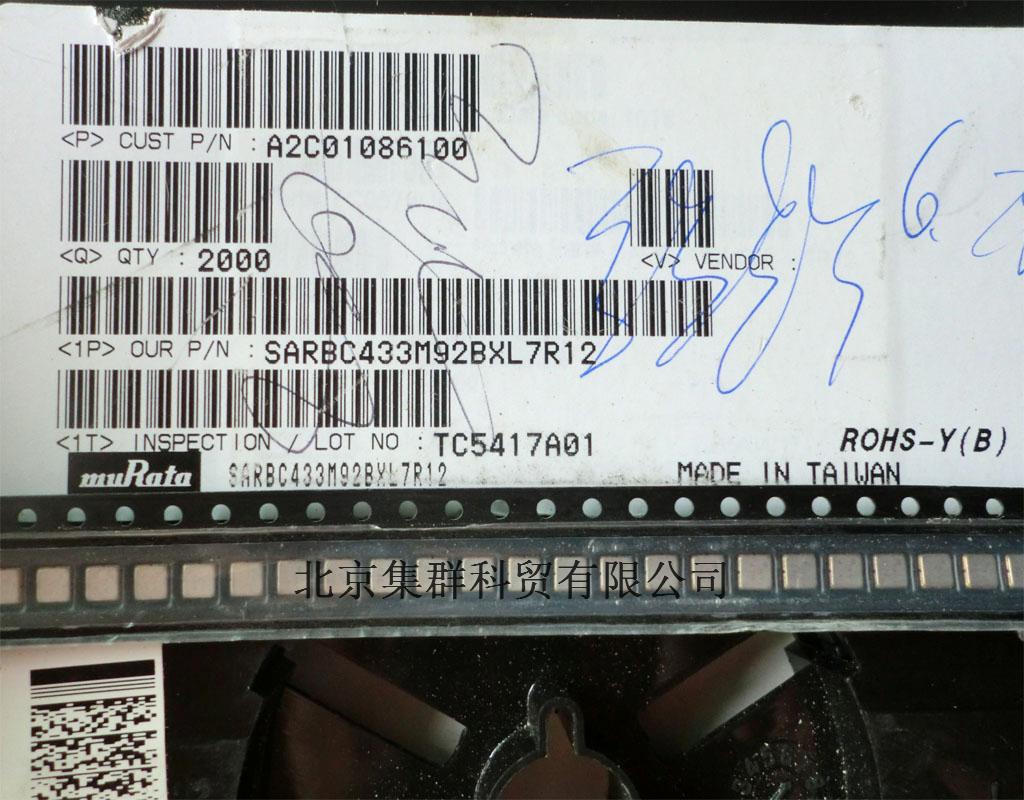 <P> CUST P/N : A2C01086100
<Q> QTY : 2000
<V> VENDOR :
<1P> OUR P/N : SARBC433M92BXL7R12
<1T> INSPECTION / LOT NO : TC5417A01
ROHS-Y(B)
muRata SARBC433M92BXL7R12 MADE IN TAIWAN
北京集群科贸有限公司